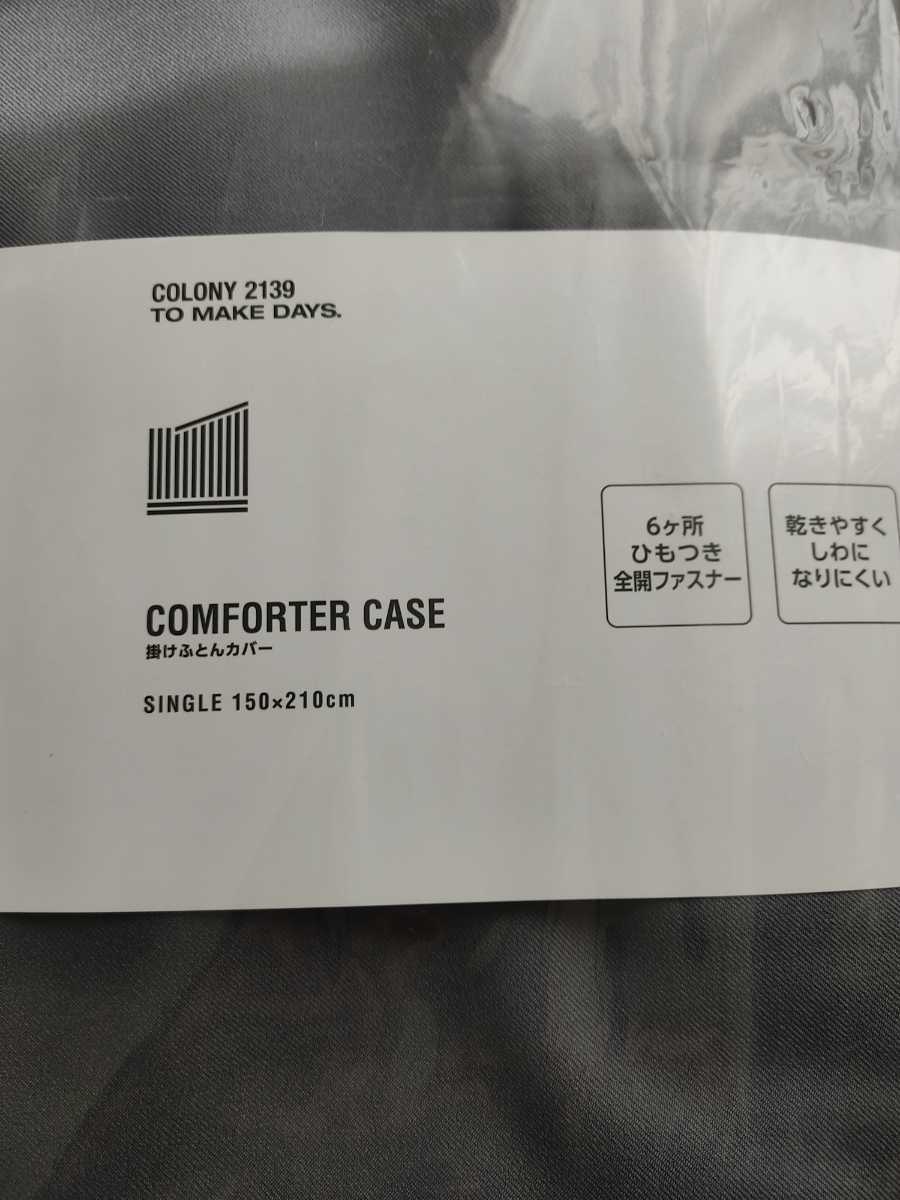 COLONY 2139
TO MAKE DAYS.
6ヶ所
ひもつき
全開ファスナー
乾きやすく
しわに
なりにくい
COMFORTER CASE
掛けふとんカバー
SINGLE 150×210cm